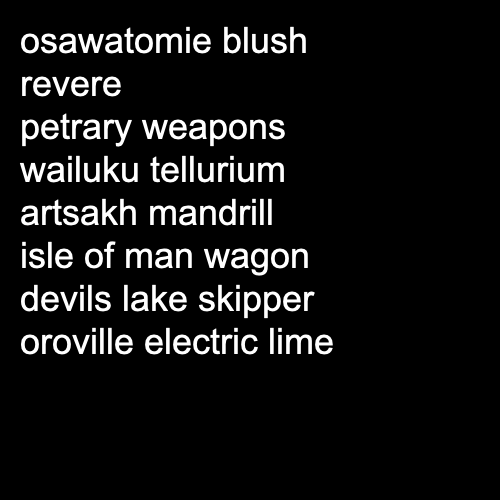 osawatomie blush
revere
petrary weapons
wailuku tellurium
artsakh mandrill
isle of man wagon
devils lake skipper
oroville electric lime